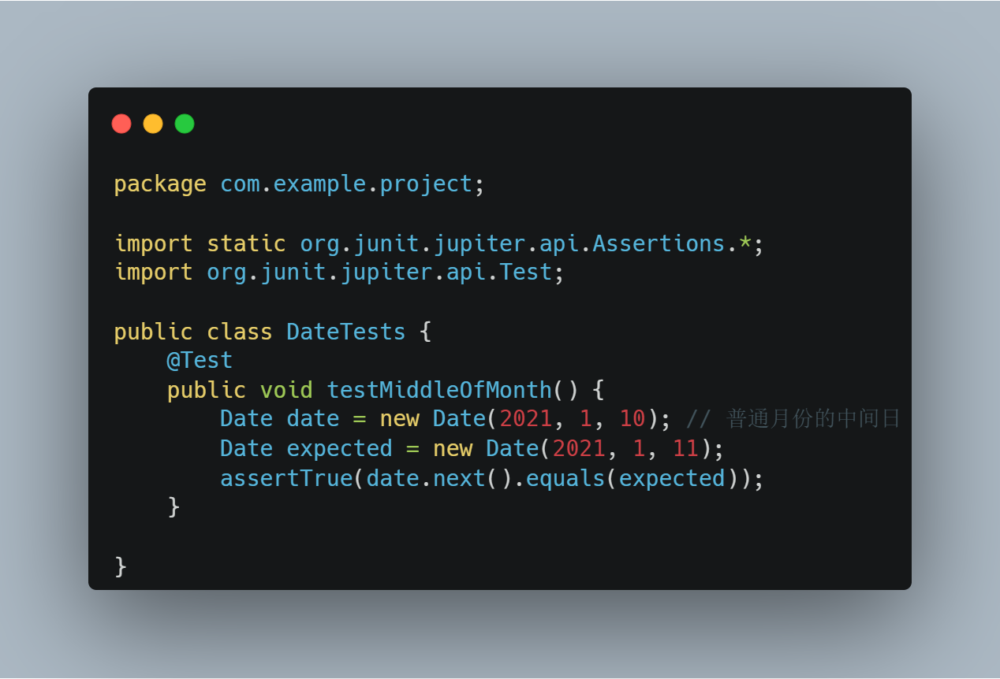 package com.example.project;
import static org.junit.jupiter.api.Assertions.*;
import org.junit.jupiter.api.Test;
public class DateTests {
    @Test
    public void testMiddleOfMonth() {
        Date date = new Date(2021, 1, 10); // 普通月份的中间日
        Date expected = new Date(2021, 1, 11);
        assertTrue(date.next().equals(expected));
    }
}